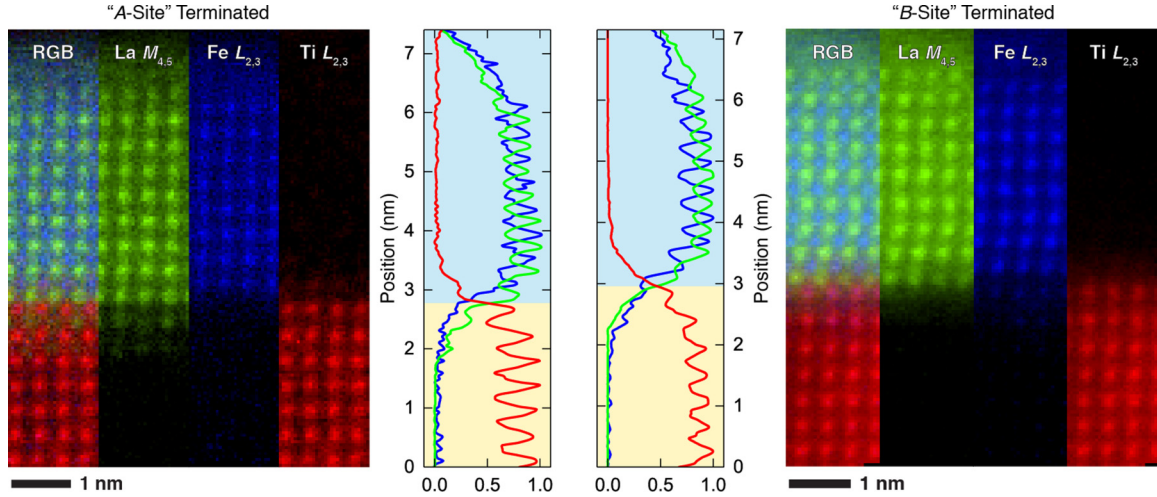 “A-Site” Terminated
“B-Site” Terminated
RGB
La M4,5
Fe L2,3
Ti L2,3
1 nm
7
6
5
4
3
2
1
0
Position (nm)
0.0
0.5
1.0
Position (nm)
7
6
5
4
3
2
1
0
0.0
0.5
1.0
RGB
La M4,5
Fe L2,3
Ti L2,3
1 nm